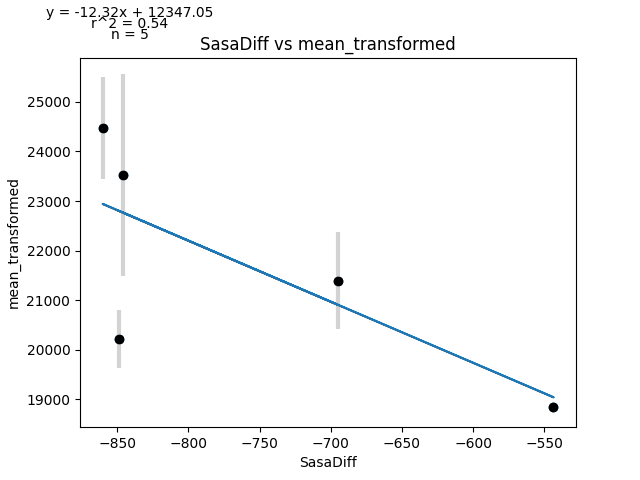 y = -12.32x + 12347.05
r^2 = 0.54
n = 5
SasaDiff vs mean_transformed
25000
24000
23000
22000
21000
20000
19000
mean_transformed
−850
−800
−750
−700
−650
−600
−550
SasaDiff